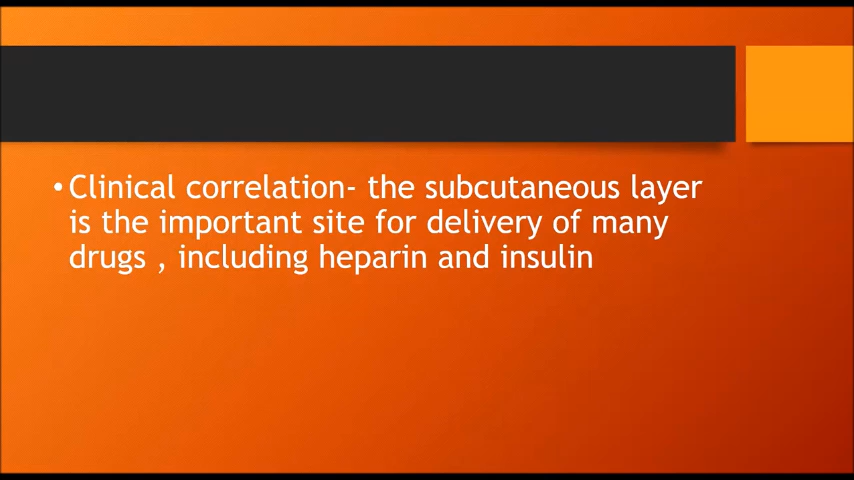 • Clinical correlation- the subcutaneous layer
is the important site for delivery of many
drugs , including heparin and insulin